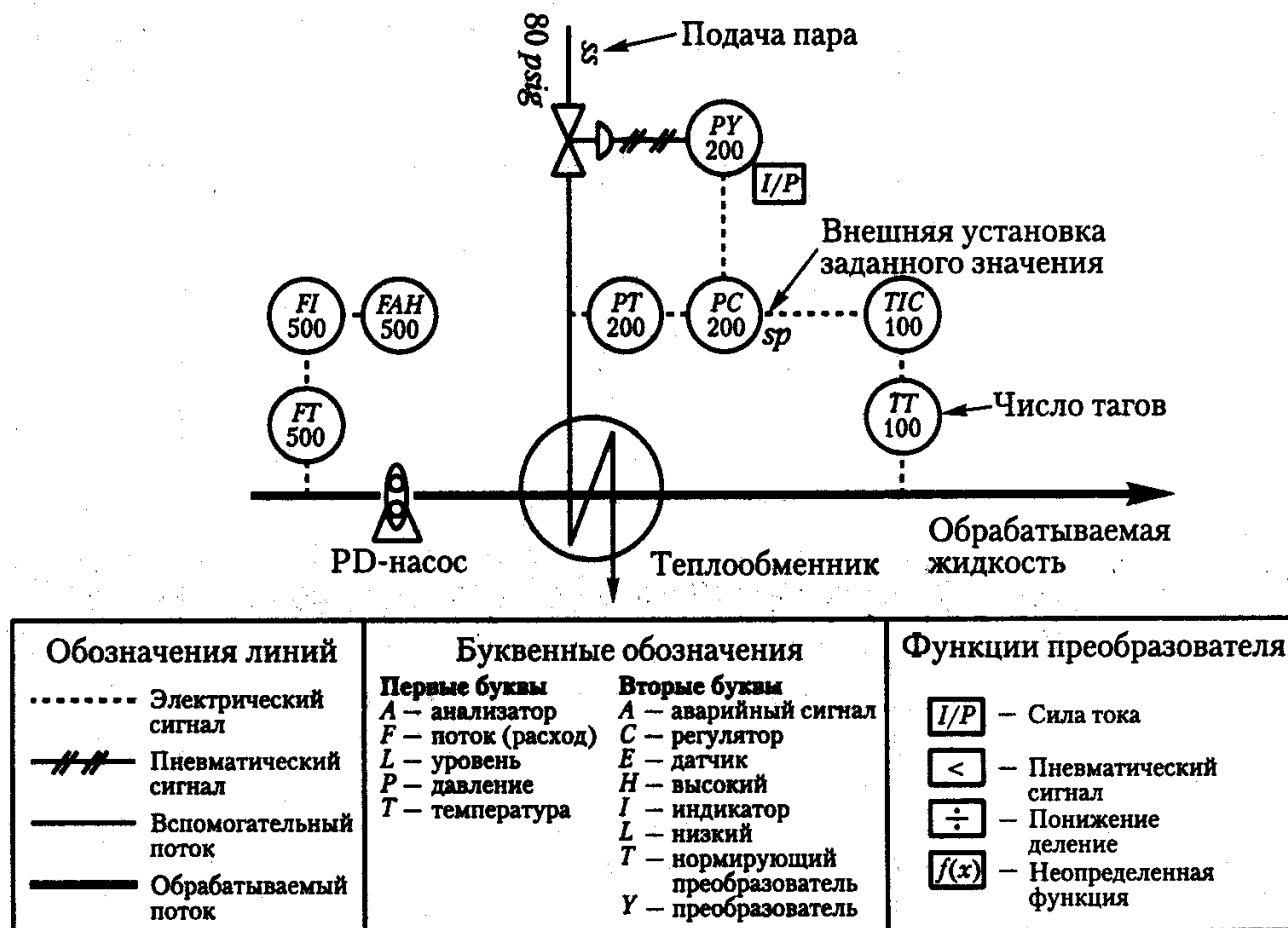 80 psig
ss
Подача пара
PY
200
I/P
Внешняя установка
заданного значения
FI
500
FAH
500
PT
200
PC
200
sp
TIC
100
FT
500
TT
100
Число тагов
PD-насос
Теплообменник
Обрабатываемая
жидкость
Обозначения линий
Электрический
сигнал
Пневматический
сигнал
Вспомогательный
поток
Обрабатываемый
поток
Буквенные обозначения
Первые буквы
A — анализатор
F — поток (расход)
L — уровень
P — давление
T — температура
Вторые буквы
A — аварийный сигнал
C — регулятор
E — датчик
H — высокий
I — индикатор
L — низкий
T — нормирующий
преобразователь
Y — преобразователь
Функции преобразователя
I/P — Сила тока
< — Пневматический
сигнал
÷ — Понижение
деление
f(x) — Неопределенная
функция